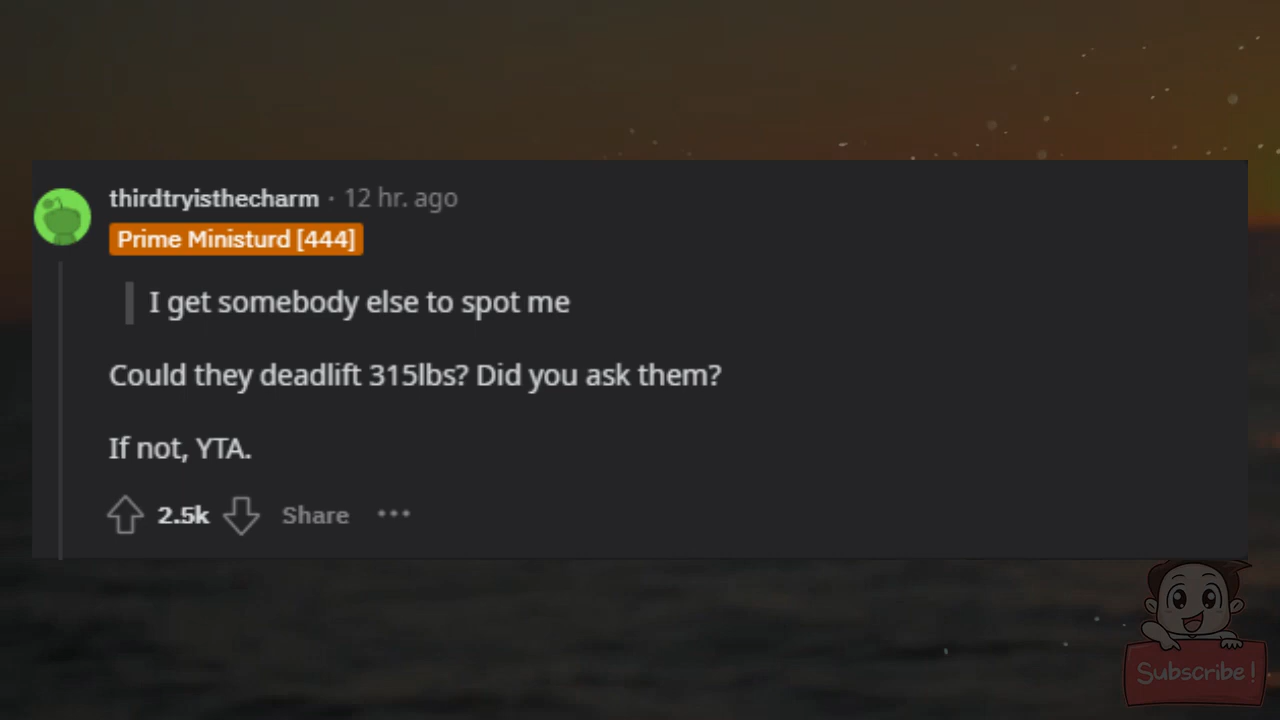 thirdtryisthecharm · 12 hr. ago
Prime Ministurd [444]
I get somebody else to spot me
Could they deadlift 315lbs? Did you ask them?
If not, YTA.
2.5k Share ···
Subscribe!